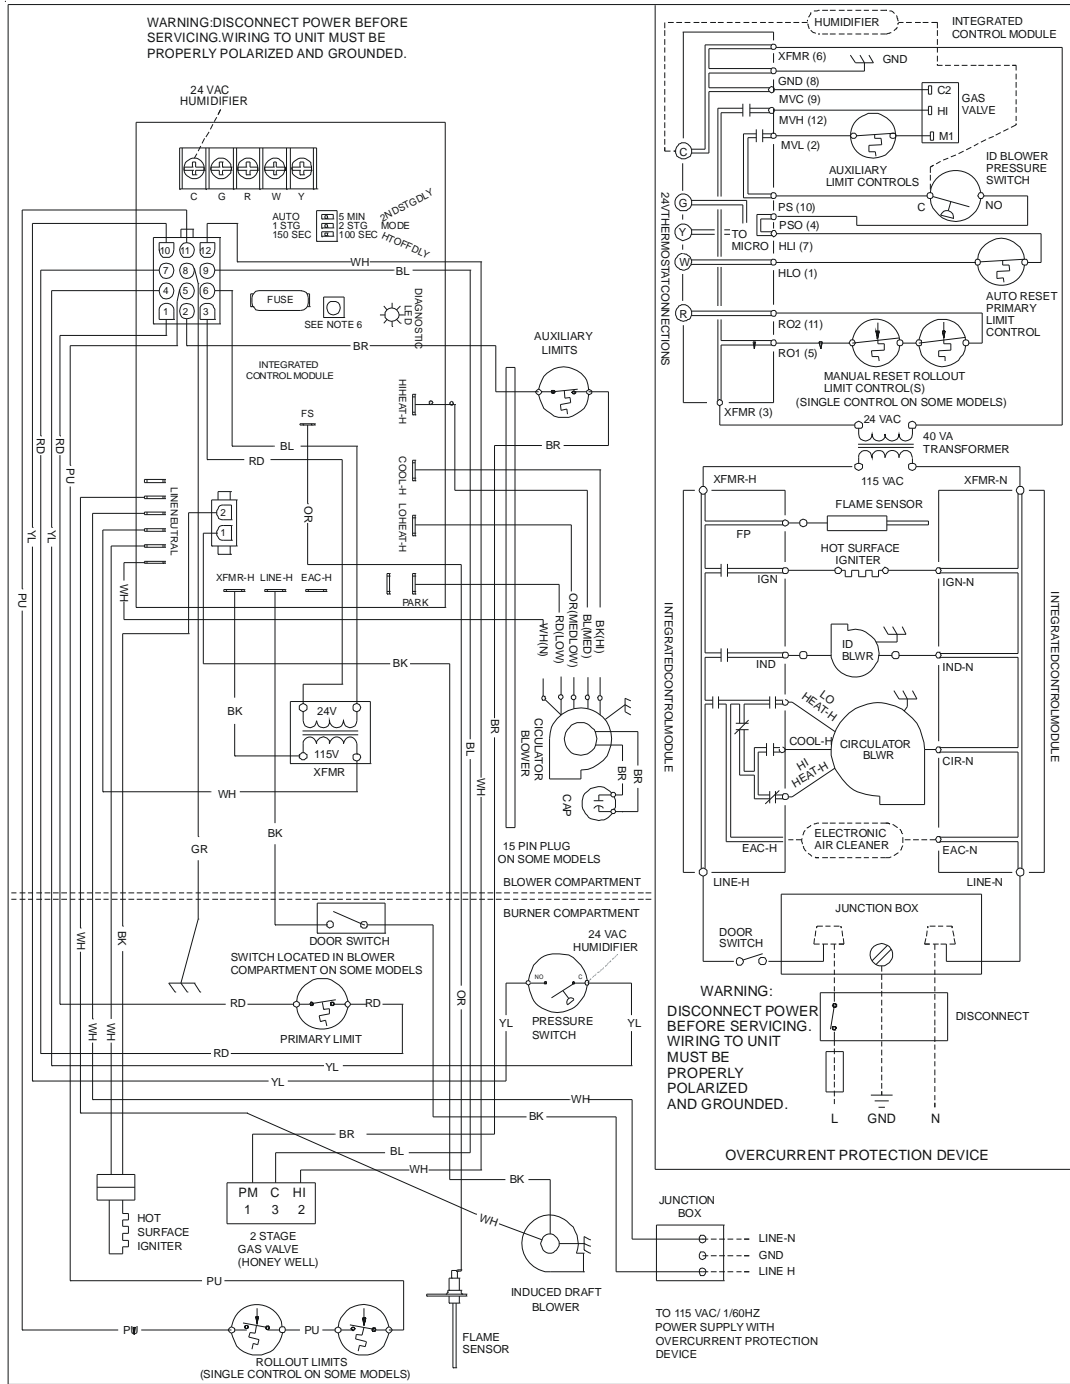 WARNING:DISCONNECT POWER BEFORE
SERVICING.WIRING TO UNIT MUST BE
PROPERLY POLARIZED AND GROUNDED.
24 VAC
HUMIDIFIER
C G R W Y
AUTO
1 STG
150 SEC
5 MIN
2 STG
100 SEC
2NDSTGDLY
MODE
HTOFFDLY
10 11 12
7 8 9
4 5 6
1 2 3
WH
BL
FUSE
SEE NOTE 6
DIAGNOSTIC
LED
BR
INTEGRATED
CONTROL MODULE
AUXILIARY
LIMITS
HIHEAT-H
FS
BL
RD
BR
COOL-H
LOHEAT-H
RD
RD
PU
YL
YL
LINENEUTRAL
2
1
OR
PU
WH
XFMR-H LINE-H EAC-H
PARK
WH(N)
RD(LOW)
OR(MEDLOW)
BL(MED)
BK(HI)
BK
BK
24V
115V
XFMR
WH
BK
BR
BL
WH
CICULATOR
BLOWER
BR
BR
CAP
GR
15 PIN PLUG
ON SOME MODELS
BLOWER COMPARTMENT
BURNER COMPARTMENT
DOOR SWITCH
SWITCH LOCATED IN BLOWER
COMPARTMENT ON SOME MODELS
24 VAC
HUMIDIFIER
NO C
WH
BK
RD RD
PRIMARY LIMIT
OR
YL YL
PRESSURE
SWITCH
WH
WH
RD
YL
YL
WH
BK
BR
BL
WH
BK
PM C HI
1 3 2
2 STAGE
GAS VALVE
(HONEY WELL)
HOT
SURFACE
IGNITER
WH
INDUCED DRAFT
BLOWER
JUNCTION
BOX
LINE-N
GND
LINE H
PU
PU PU
ROLLOUT LIMITS
(SINGLE CONTROL ON SOME MODELS)
FLAME
SENSOR
TO 115 VAC/ 1/60HZ
POWER SUPPLY WITH
OVERCURRENT PROTECTION
DEVICE
HUMIDIFIER
INTEGRATED
CONTROL MODULE
XFMR (6)
GND
GND (8)
MVC (9)
MVH (12)
MVL (2)
C2
HI
M1
GAS
VALVE
C
AUXILIARY
LIMIT CONTROLS
ID BLOWER
PRESSURE
SWITCH
C NO
G
Y
W
R
TO
MICRO
PS (10)
PSO (4)
HLI (7)
HLO (1)
24VTHERMOSTATCONNECTIONS
AUTO RESET
PRIMARY
LIMIT
CONTROL
RO2 (11)
RO1 (5)
MANUAL RESET ROLLOUT
LIMIT CONTROL(S)
(SINGLE CONTROL ON SOME MODELS)
XFMR (3)
24 VAC
40 VA
TRANSFORMER
115 VAC
XFMR-H
XFMR-N
FLAME SENSOR
FP
HOT SURFACE
IGNITER
IGN
IGN-N
INTEGRATEDCONTROLMODULE
INTEGRATEDCONTROLMODULE
ID
BLWR
IND
IND-N
LO
HEAT-H
COOL-H
HI
HEAT-H
CIRCULATOR
BLWR
CIR-N
ELECTRONIC
AIR CLEANER
EAC-H
EAC-N
LINE-H
LINE-N
JUNCTION BOX
DOOR
SWITCH
WARNING:
DISCONNECT POWER
BEFORE SERVICING.
WIRING TO UNIT
MUST BE
PROPERLY
POLARIZED
AND GROUNDED.
DISCONNECT
L GND N
OVERCURRENT PROTECTION DEVICE